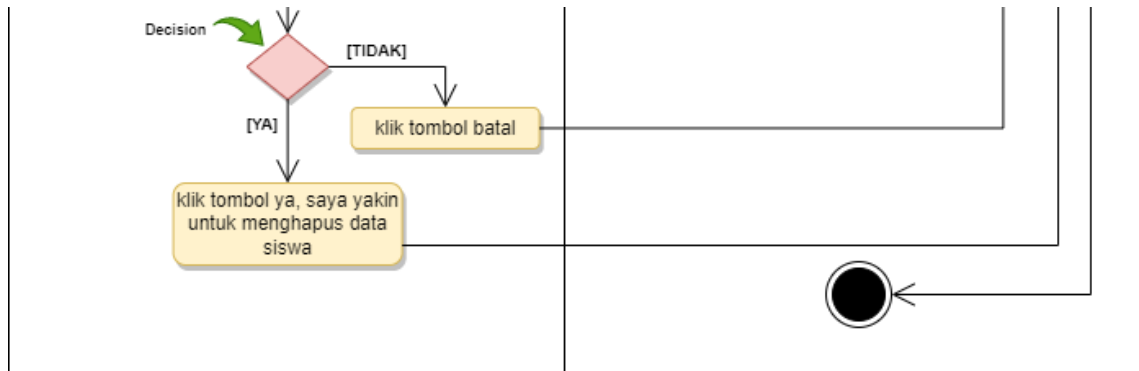 Decision
[TIDAK]
klik tombol batal
[YA]
klik tombol ya, saya yakin
untuk menghapus data
siswa